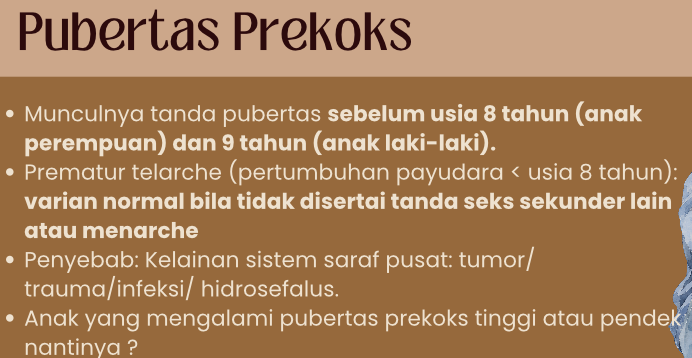 Pubertas Prekoks
• Munculnya tanda pubertas sebelum usia 8 tahun (anak
perempuan) dan 9 tahun (anak laki-laki).
• Prematur telarche (pertumbuhan payudara < usia 8 tahun):
varian normal bila tidak disertai tanda seks sekunder lain
atau menarche
• Penyebab: Kelainan sistem saraf pusat: tumor/
trauma/infeksi/ hidrosefalus.
• Anak yang mengalami pubertas prekoks tinggi atau pendek
nantinya ?